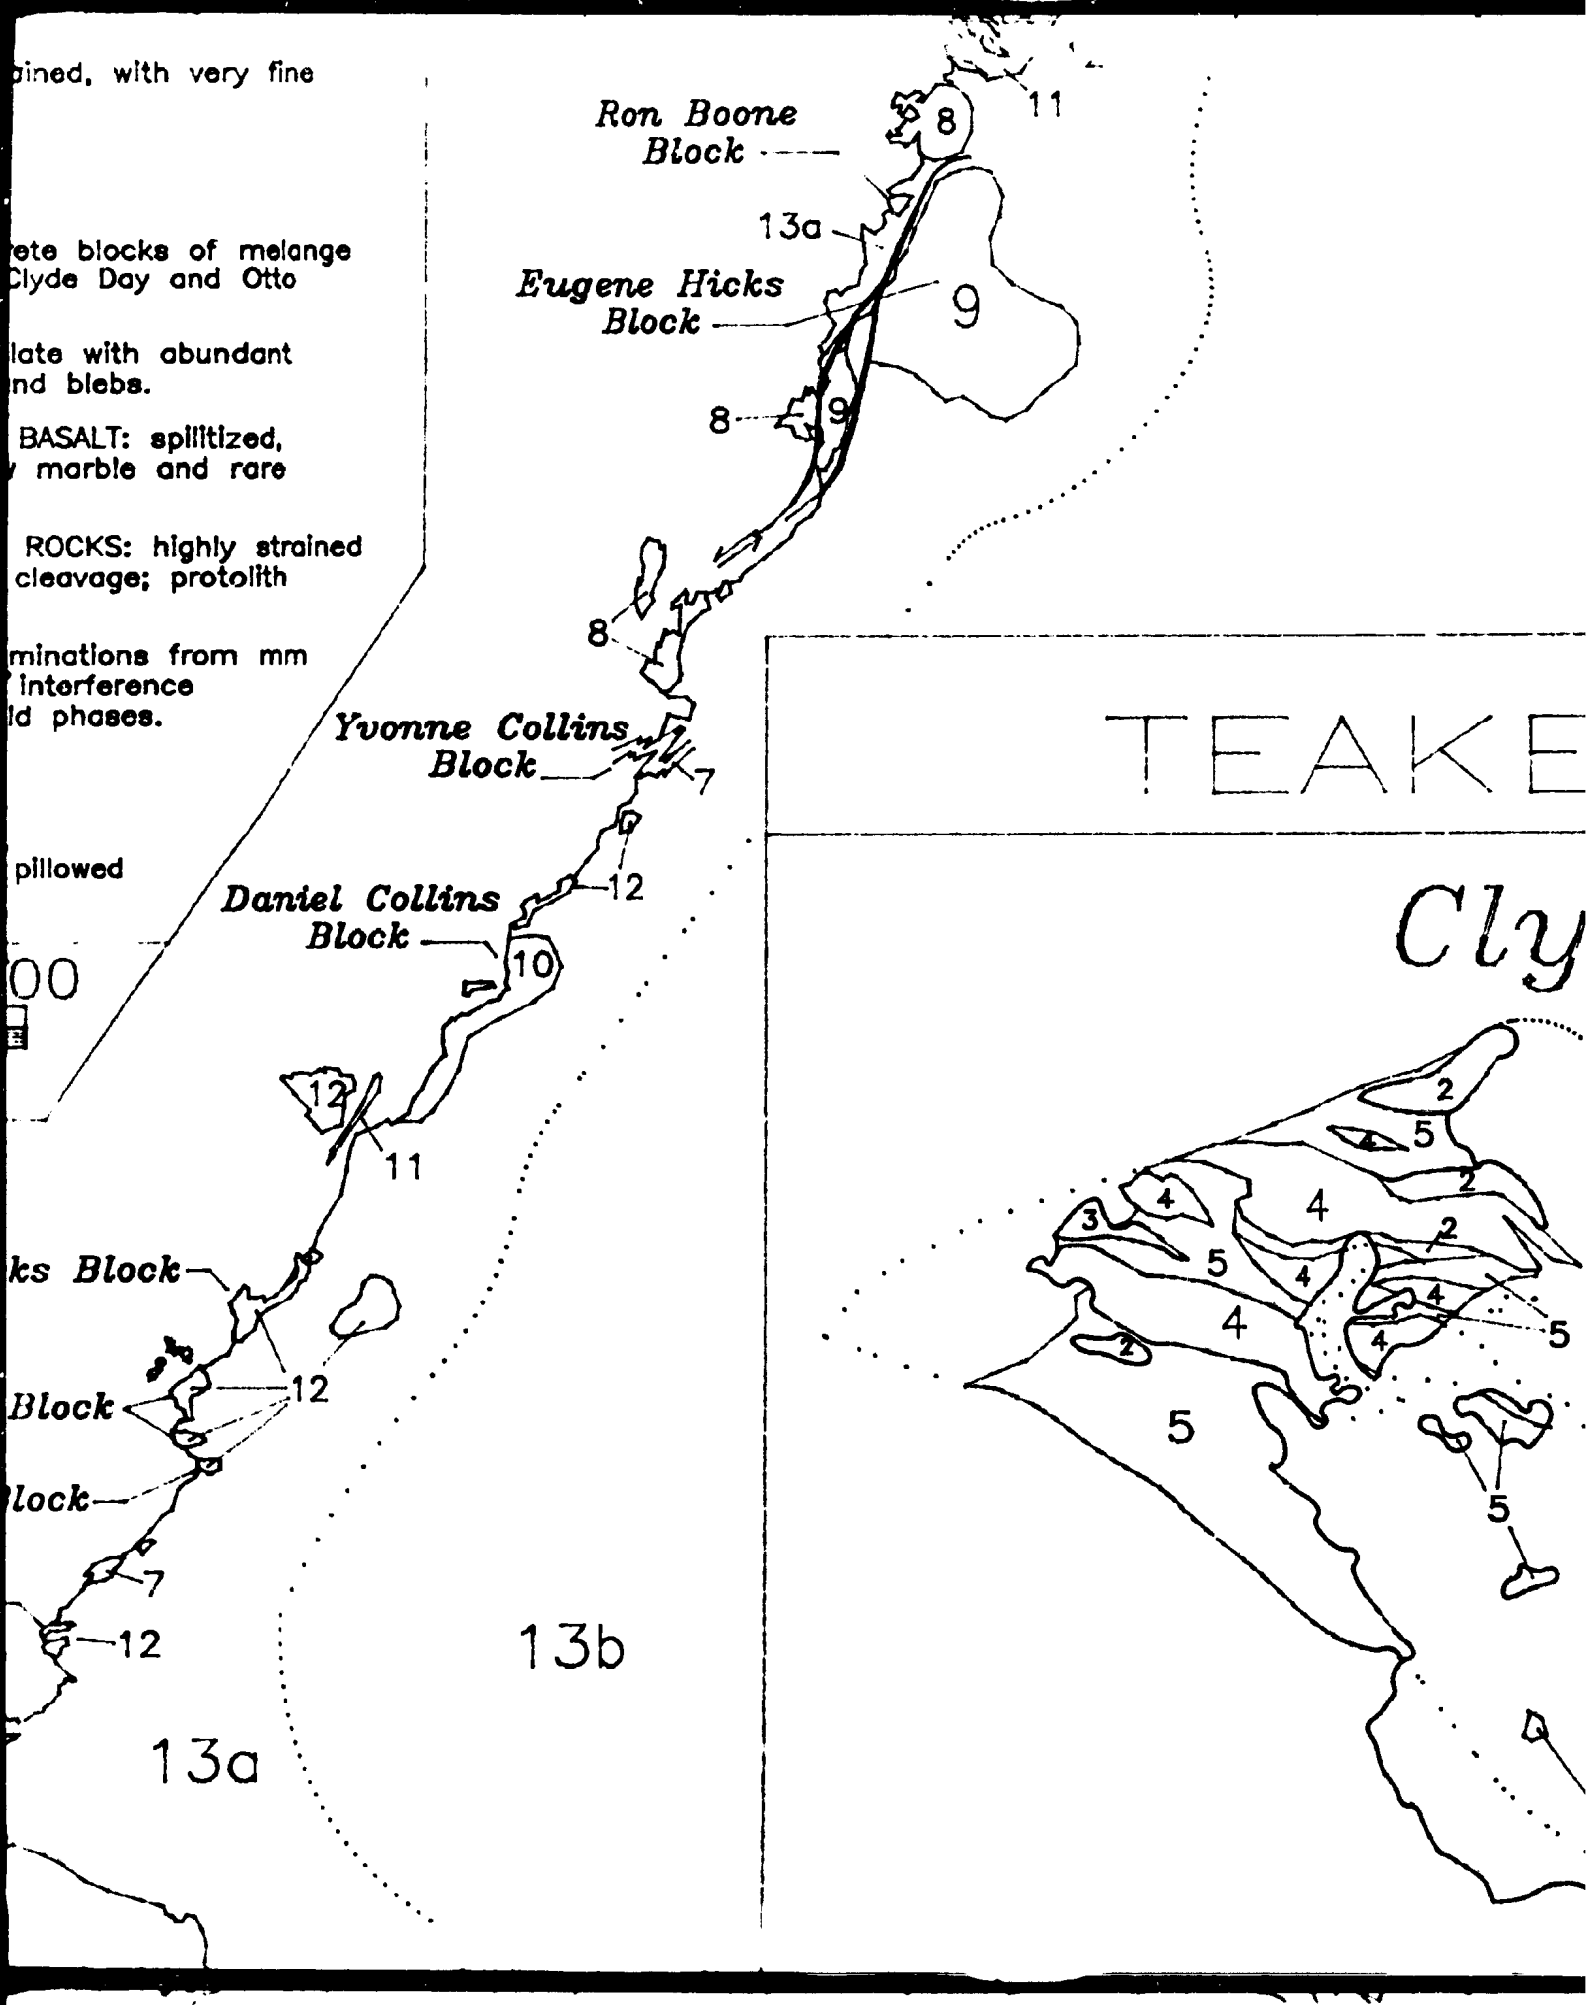 ained, with very fine
ete blocks of melange
Clyde Day and Otto
late with abundant
nd blebs.
BASALT: spilitized,
marble and rare
ROCKS: highly strained
cleavage; protolith
minations from mm
interference
ld phases.
pillowed
00
11
8
Ron Boone
Block
13a
Eugene Hicks
Block
9
8
9
8
Yvonne Collins
Block
7
12
Daniel Collins
Block
10
12
11
ks Block
12
Block
lock
7
12
13b
13a
TEAKE
Cly
2
4
5
2
4
4
3
2
5
4
4
4
5
4
2
5
5